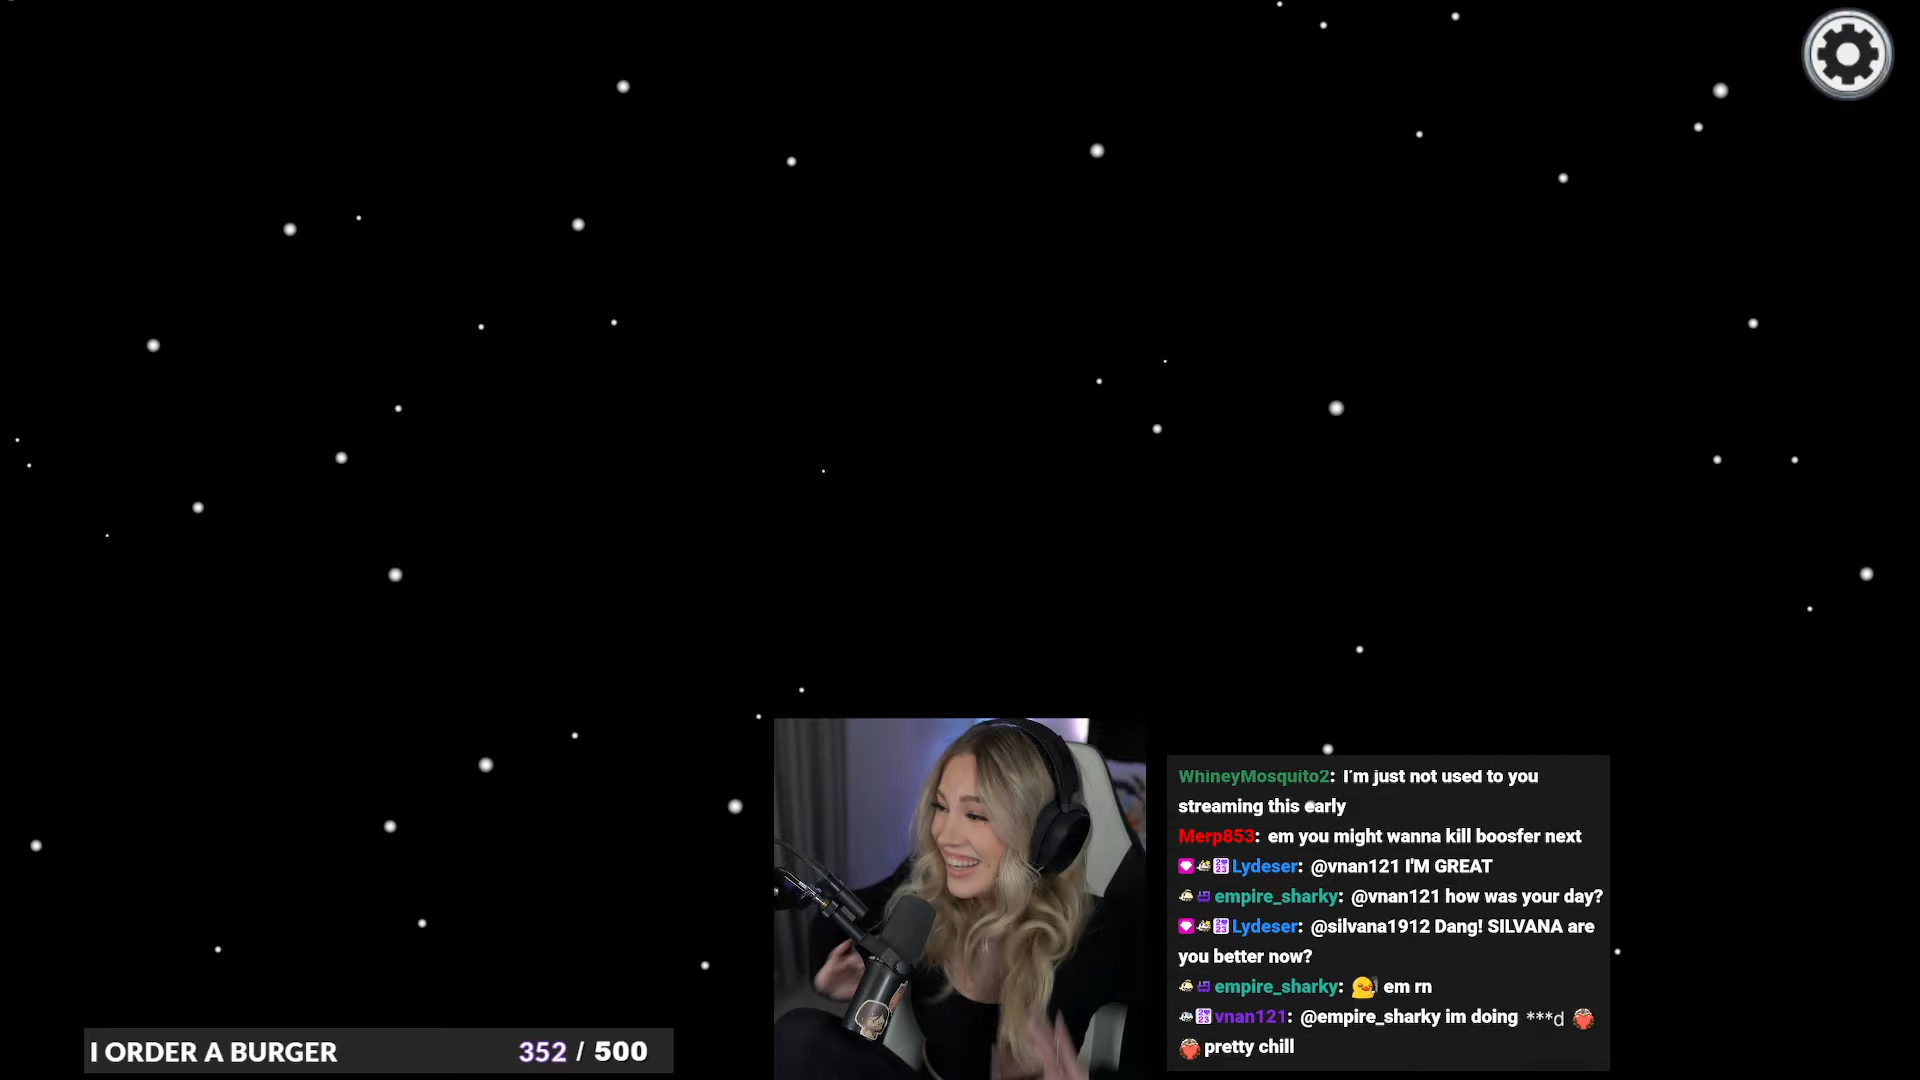 WhineyMosquito2: I'm just not used to you
streaming this early
Merp853: em you might wanna kill boosfer next
Lydeser: @vnan121 I'M GREAT
empire_sharky: @vnan121 how was your day?
Lydeser: @silvana1912 Dang! SILVANA are
you better now?
empire_sharky: em rn
vnan121: @empire_sharky im doing ***d
pretty chill
I ORDER A BURGER 352 / 500